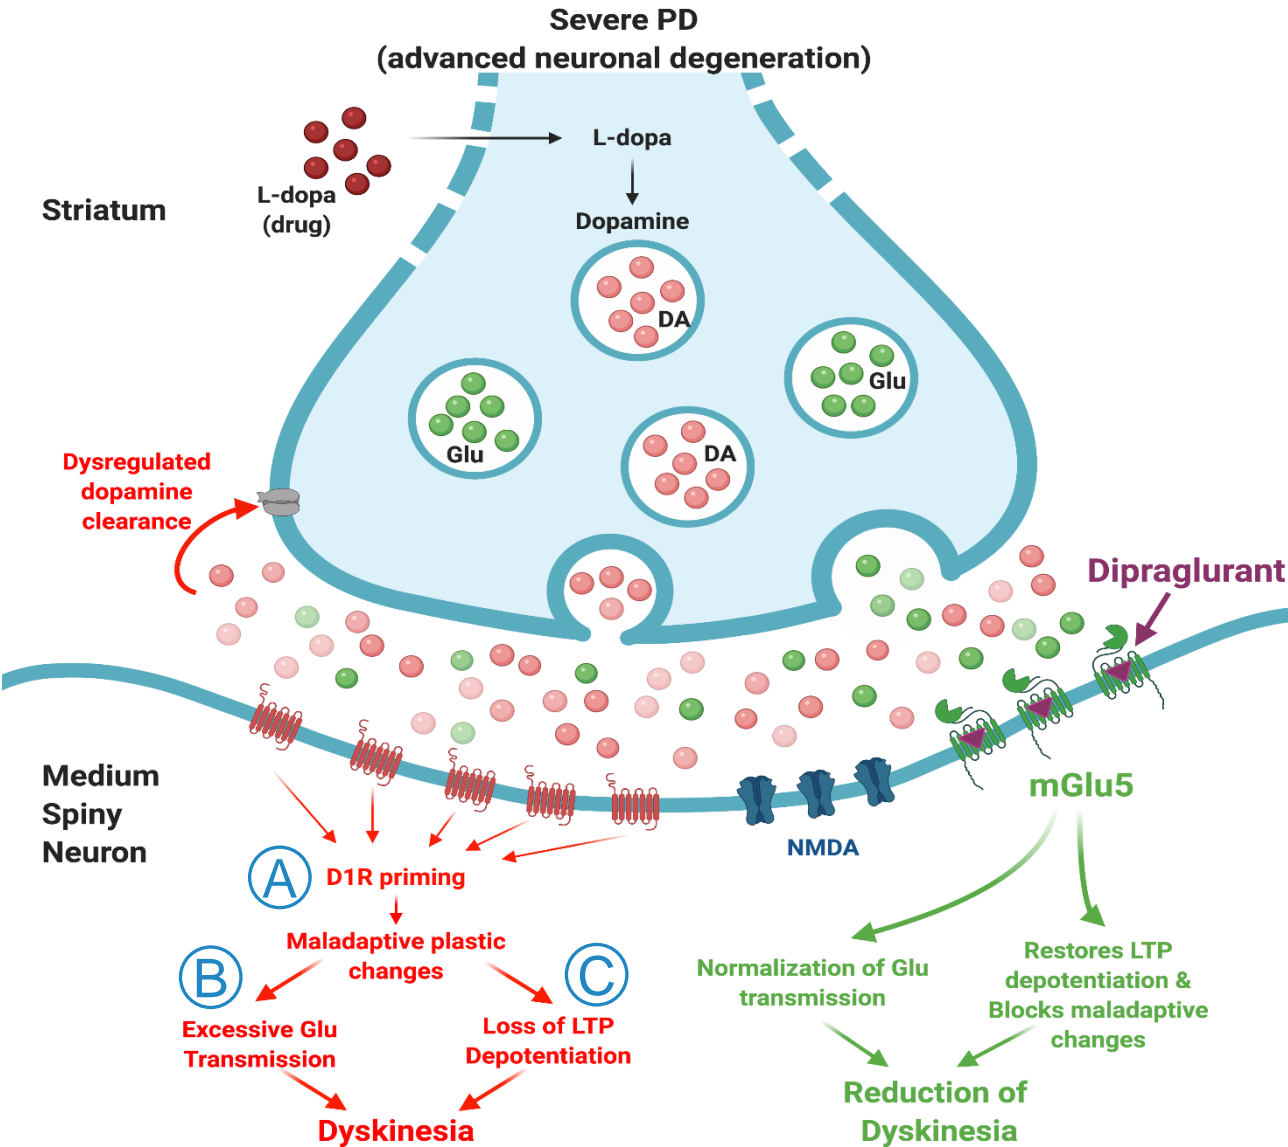 Severe PD
(advanced neuronal degeneration)
L-dopa
(drug)
L-dopa
Dopamine
Striatum
DA
Glu
Glu
DA
Dysregulated
dopamine
clearance
Dipraglurant
Medium
Spiny
Neuron
NMDA
mGlu5
A
D1R priming
Maladaptive plastic
changes
B
C
Excessive Glu
Transmission
Loss of LTP
Depotentiation
Dyskinesia
Normalization of Glu
transmission
Restores LTP
depotentiation &
Blocks maladaptive
changes
Reduction of
Dyskinesia